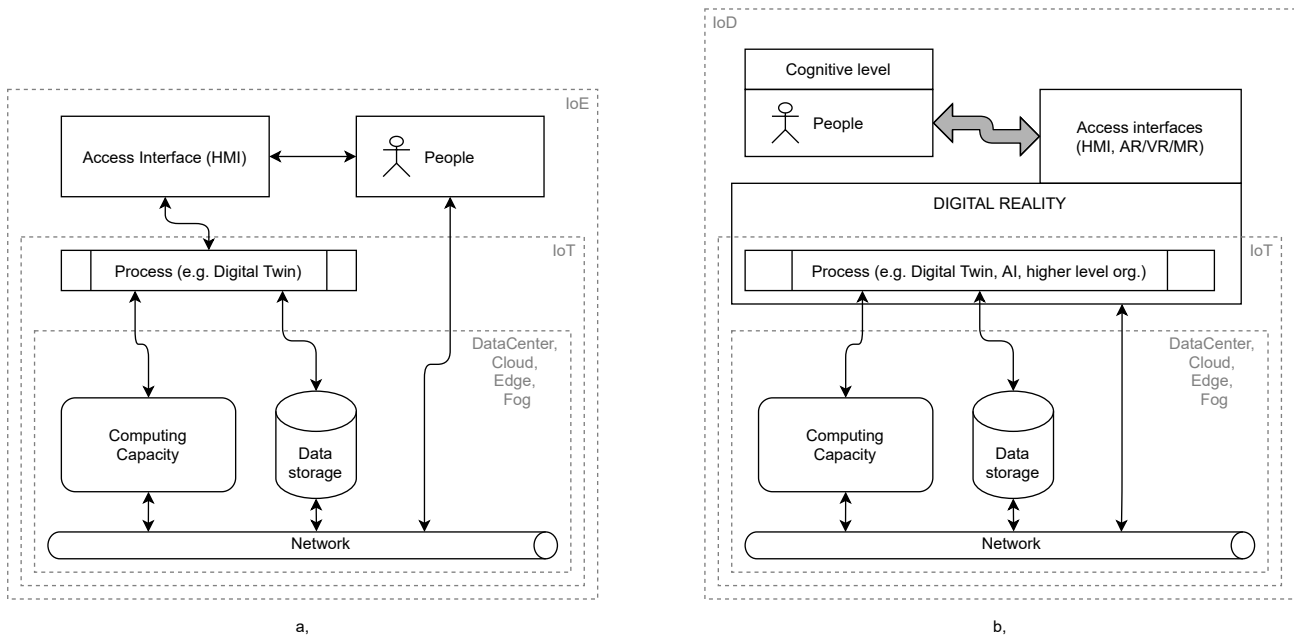 IoE
Access Interface (HMI)
People
IoT
Process (e.g. Digital Twin)
DataCenter,
Cloud,
Edge,
Fog
Computing
Capacity
Data
storage
Network
a,
IoD
Cognitive level
People
Access interfaces
(HMI, AR/VR/MR)
DIGITAL REALITY
IoT
Process (e.g. Digital Twin, AI, higher level org.)
DataCenter,
Cloud,
Edge,
Fog
Computing
Capacity
Data
storage
Network
b,